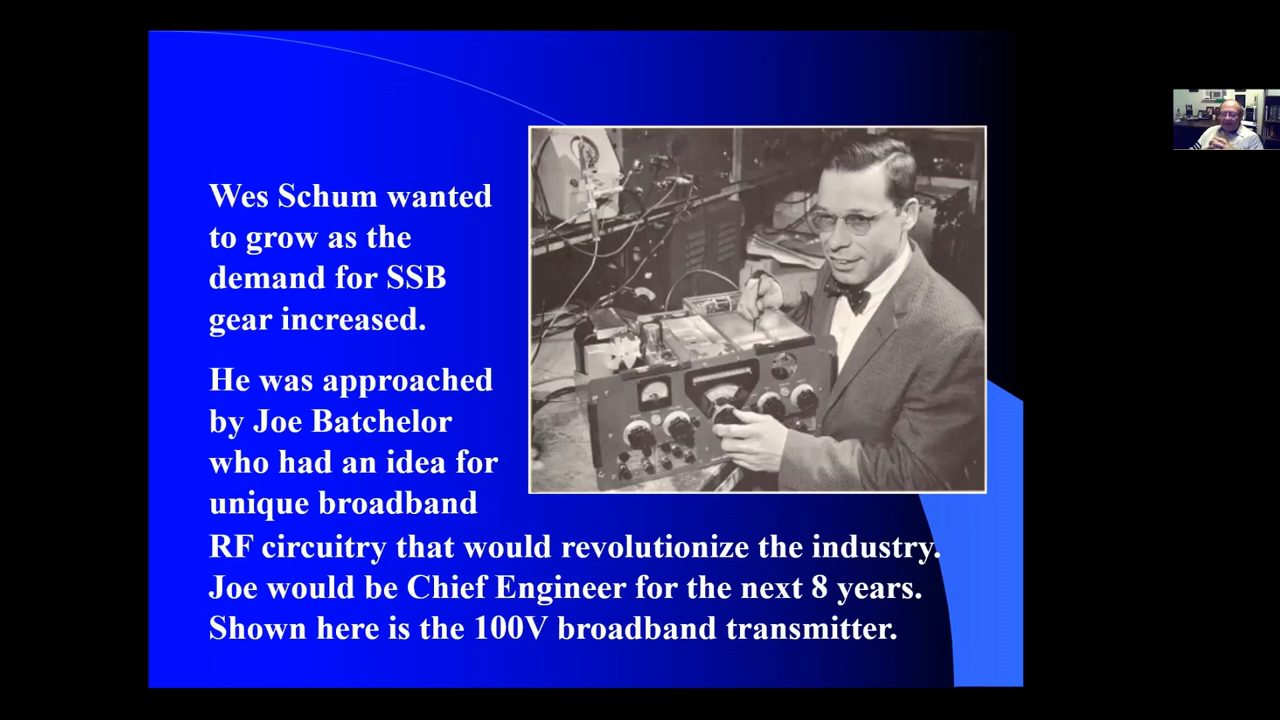 Wes Schum wanted
to grow as the
demand for SSB
gear increased.
He was approached
by Joe Batchelor
who had an idea for
unique broadband
RF circuitry that would revolutionize the industry.
Joe would be Chief Engineer for the next 8 years.
Shown here is the 100V broadband transmitter.